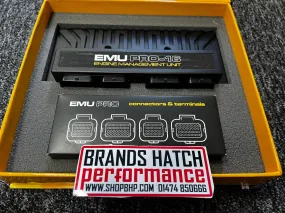 EMU PRO-16
ENGINE MANAGEMENT UNIT
EMU PRO connectors & terminals
BRANDS HATCH
performance
WWW.SHOPBHP.COM 01474 850666